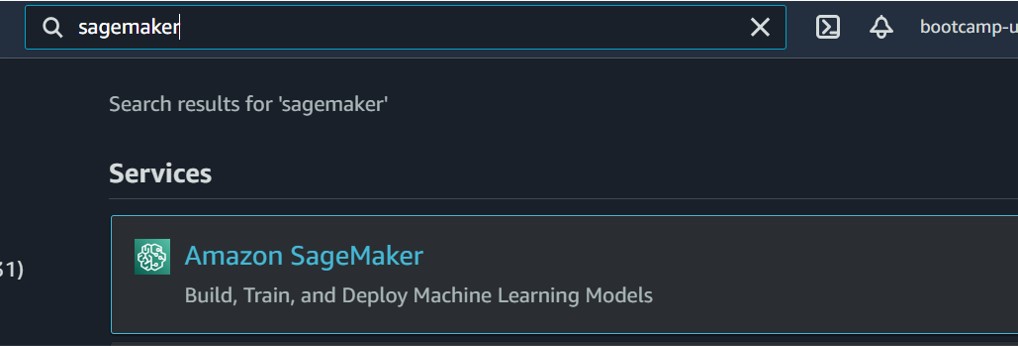 sagemaker
bootcamp-u
Search results for 'sagemaker'
Services
Amazon SageMaker
31)
Build, Train, and Deploy Machine Learning Models